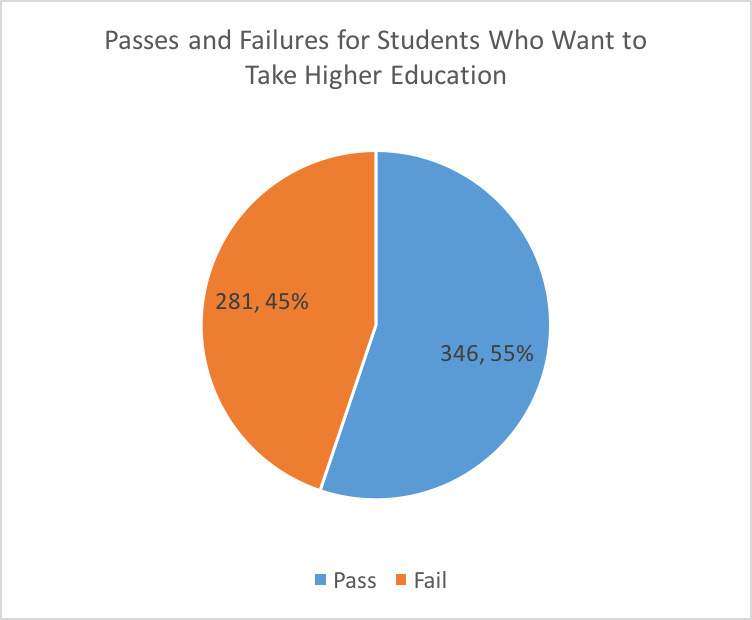 Passes and Failures for Students Who Want to
Take Higher Education
281, 45%
346, 55%
Pass Fail